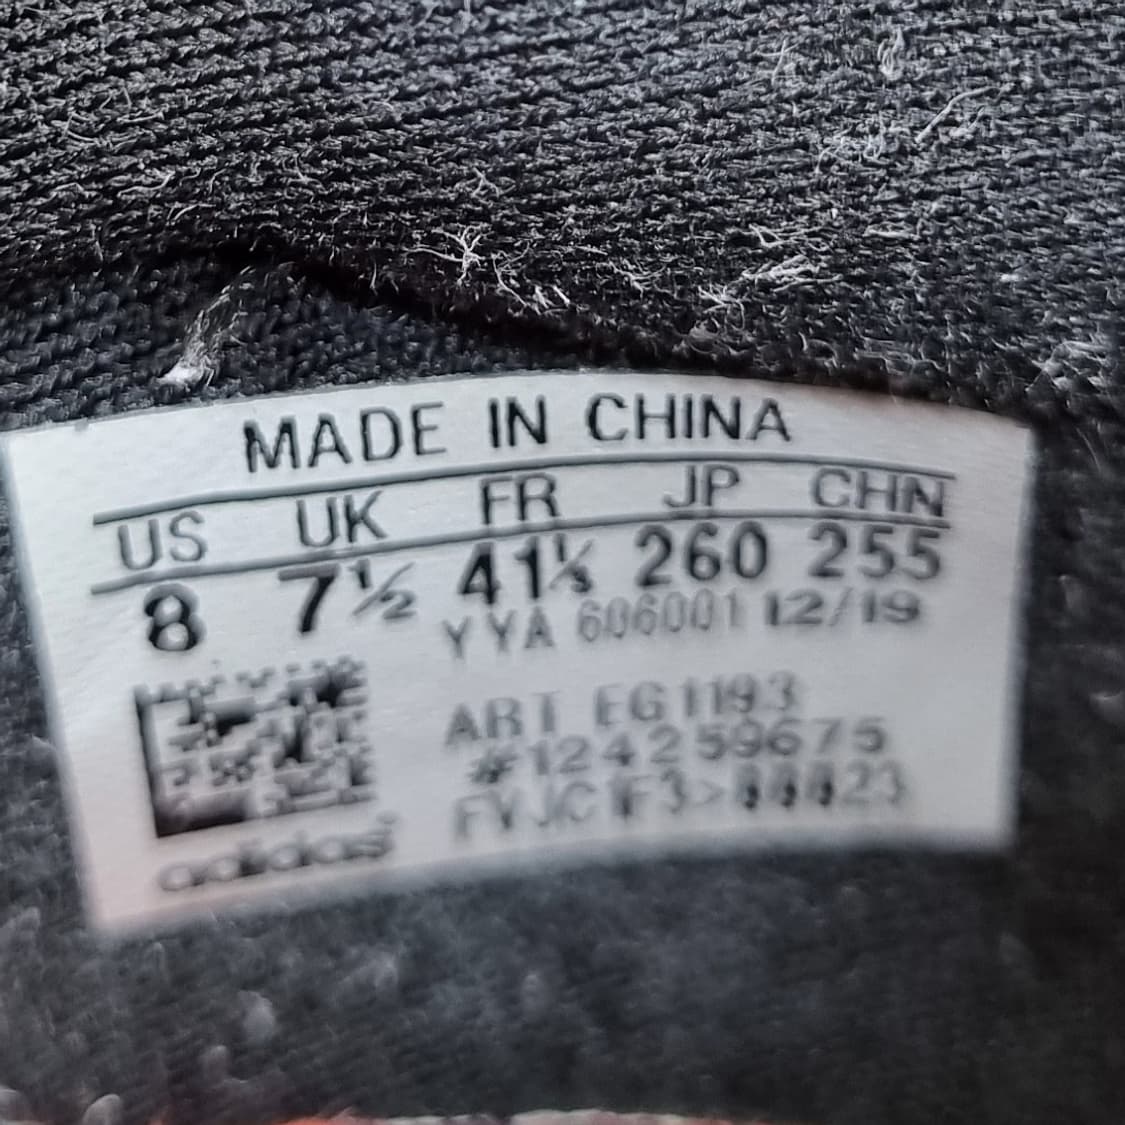 MADE IN CHINA
US UK FR JP CHN
8 7½ 41⅓ 260 255
YYA 606001 12/19
ART EG1193
#124259675
adidas